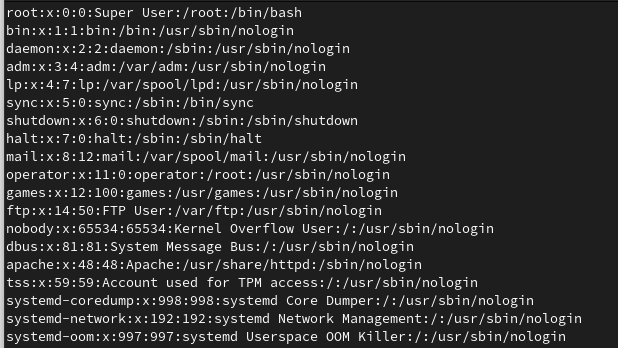 root:x:0:0:Super User:/root:/bin/bash
bin:x:1:1:bin:/bin:/usr/sbin/nologin
daemon:x:2:2:daemon:/sbin:/usr/sbin/nologin
adm:x:3:4:adm:/var/adm:/usr/sbin/nologin
lp:x:4:7:lp:/var/spool/lpd:/usr/sbin/nologin
sync:x:5:0:sync:/sbin:/bin/sync
shutdown:x:6:0:shutdown:/sbin:/sbin/shutdown
halt:x:7:0:halt:/sbin:/sbin/halt
mail:x:8:12:mail:/var/spool/mail:/usr/sbin/nologin
operator:x:11:0:operator:/root:/usr/sbin/nologin
games:x:12:100:games:/usr/games:/usr/sbin/nologin
ftp:x:14:50:FTP User:/var/ftp:/usr/sbin/nologin
nobody:x:65534:65534:Kernel Overflow User:/:/usr/sbin/nologin
dbus:x:81:81:System Message Bus:/:/usr/sbin/nologin
apache:x:48:48:Apache:/usr/share/httpd:/sbin/nologin
tss:x:59:59:Account used for TPM access:/:/usr/sbin/nologin
systemd-coredump:x:998:998:systemd Core Dumper:/:/usr/sbin/nologin
systemd-network:x:192:192:systemd Network Management:/:/usr/sbin/nologin
systemd-oom:x:997:997:systemd Userspace OOM Killer:/:/usr/sbin/nologin